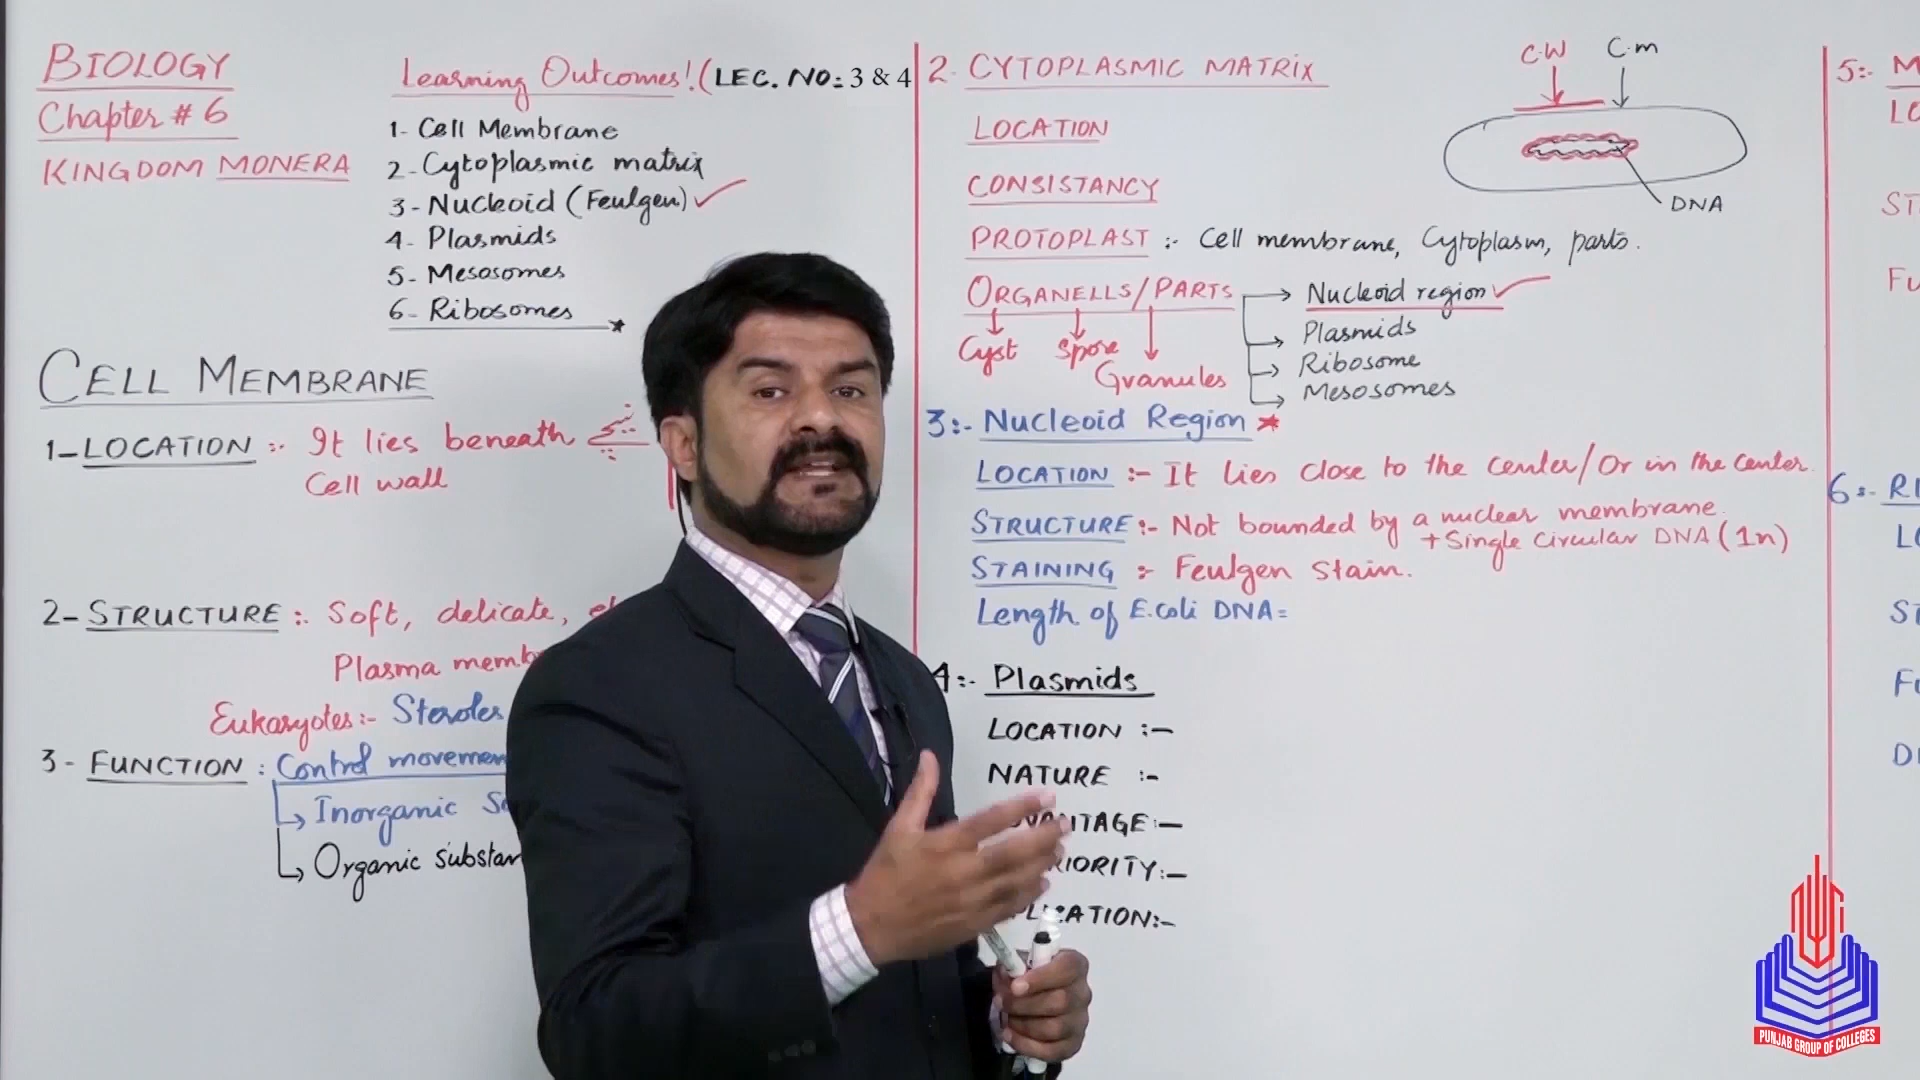 BIOLOGY
Chapter # 6
KINGDOM MONERA
Learning Outcomes! (LEC. NO: 3 & 4
1- Cell Membrane
2- Cytoplasmic matrix
3- Nucleoid (Feulgen) ✓
4- Plasmids
5- Mesosomes
6- Ribosomes
CELL MEMBRANE
1- LOCATION :- It lies beneath نیچے
Cell wall
2- STRUCTURE :- Soft, delicate,
Plasma
Eukaryotes:- Steroles
3- FUNCTION : Control
Inorganic
Organic
2- CYTOPLASMIC MATRIX
LOCATION
CONSISTANCY
PROTOPLAST :- Cell membrane, Cytoplasm, parts.
ORGANELLS/PARTS
Cyst Spore
Granules
Nucleoid region ✓
Plasmids
Ribosome
Mesosomes
C.W C.m
DNA
3:- Nucleoid Region *
LOCATION :- It lies close to the center/Or in the center.
STRUCTURE :- Not bounded by a nuclear membrane.
+ Single Circular DNA (1n)
STAINING :- Feulgen stain.
Length of E.coli DNA=
4:- Plasmids
LOCATION :-
NATURE :-
5:- M
6:-
PUNJAB GROUP OF COLLEGES